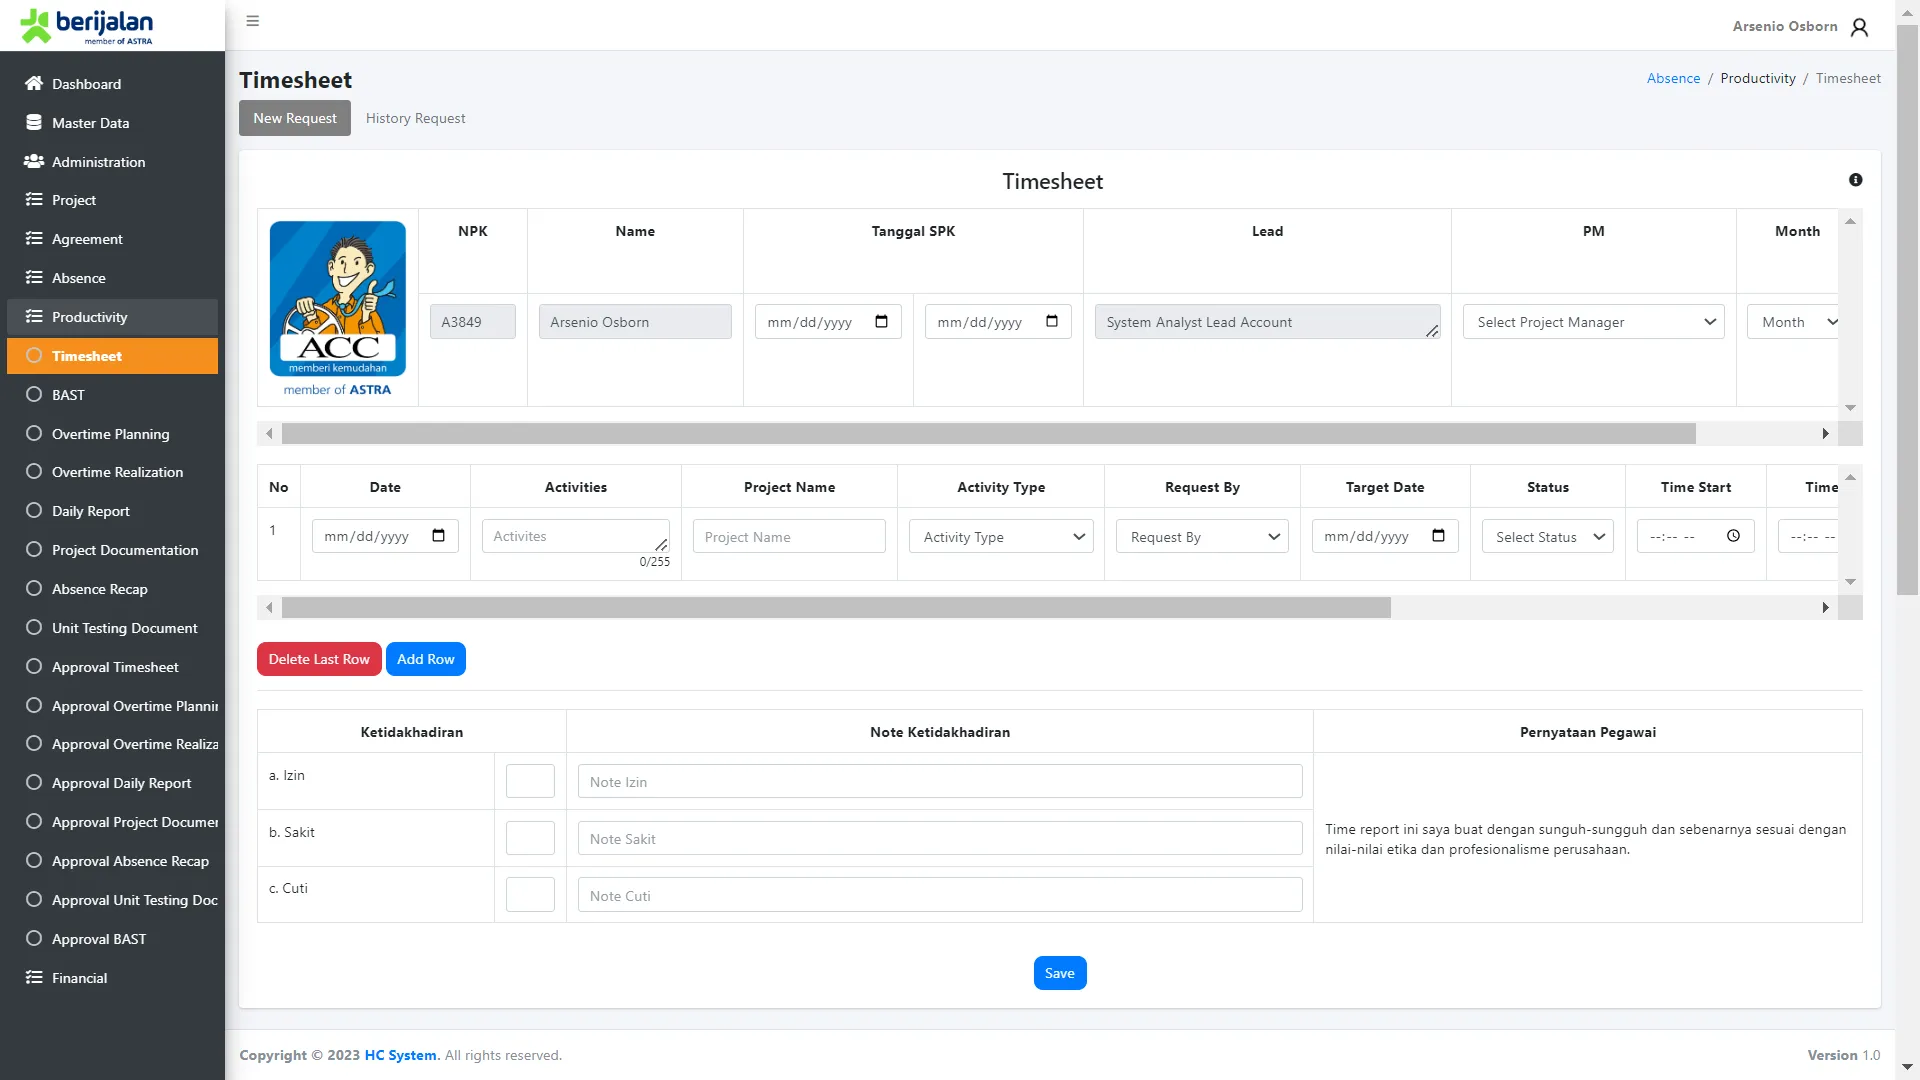 berijalan
member of ASTRA
Arsenio Osborn
Dashboard
Master Data
Administration
Project
Agreement
Absence
Productivity
Timesheet
BAST
Overtime Planning
Overtime Realization
Daily Report
Project Documentation
Absence Recap
Unit Testing Document
Approval Timesheet
Approval Overtime Plannin
Approval Overtime Realiza
Approval Daily Report
Approval Project Documen
Approval Absence Recap
Approval Unit Testing Doc
Approval BAST
Financial
Timesheet
Absence / Productivity / Timesheet
New Request History Request
Timesheet
ACC
memberi kemudahan
member of ASTRA
NPK Name Tanggal SPK Lead PM Month
A3849 Arsenio Osborn mm/dd/yyyy mm/dd/yyyy System Analyst Lead Account Select Project Manager Month
No Date Activities Project Name Activity Type Request By Target Date Status Time Start Time
1 mm/dd/yyyy Activites Project Name Activity Type Request By mm/dd/yyyy Select Status --:-- -- --:-- --
0/255
Delete Last Row Add Row
Ketidakhadiran Note Ketidakhadiran Pernyataan Pegawai
a. Izin Note Izin
b. Sakit Note Sakit
c. Cuti Note Cuti
Time report ini saya buat dengan sunguh-sungguh dan sebenarnya sesuai dengan
nilai-nilai etika dan profesionalisme perusahaan.
Save
Copyright © 2023 HC System. All rights reserved.
Version 1.0